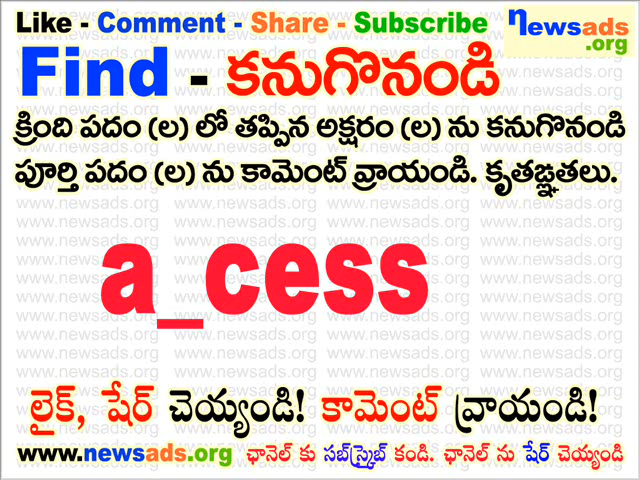 Like - Comment - Share - Subscribe
newsads
.org
Find - కనుగొనండి
క్రింది పదం (ల) లో తప్పిన అక్షరం (ల) ను కనుగొనండి
పూర్తి పదం (ల) ను కామెంట్ వ్రాయండి. కృతఙ్ఞతలు.
a_cess
లైక్, షేర్ చెయ్యండి! కామెంట్ వ్రాయండి!
www.newsads.org ఛానెల్ కు సబ్‌స్క్రైబ్ కండి. ఛానెల్ ను షేర్ చెయ్యండి